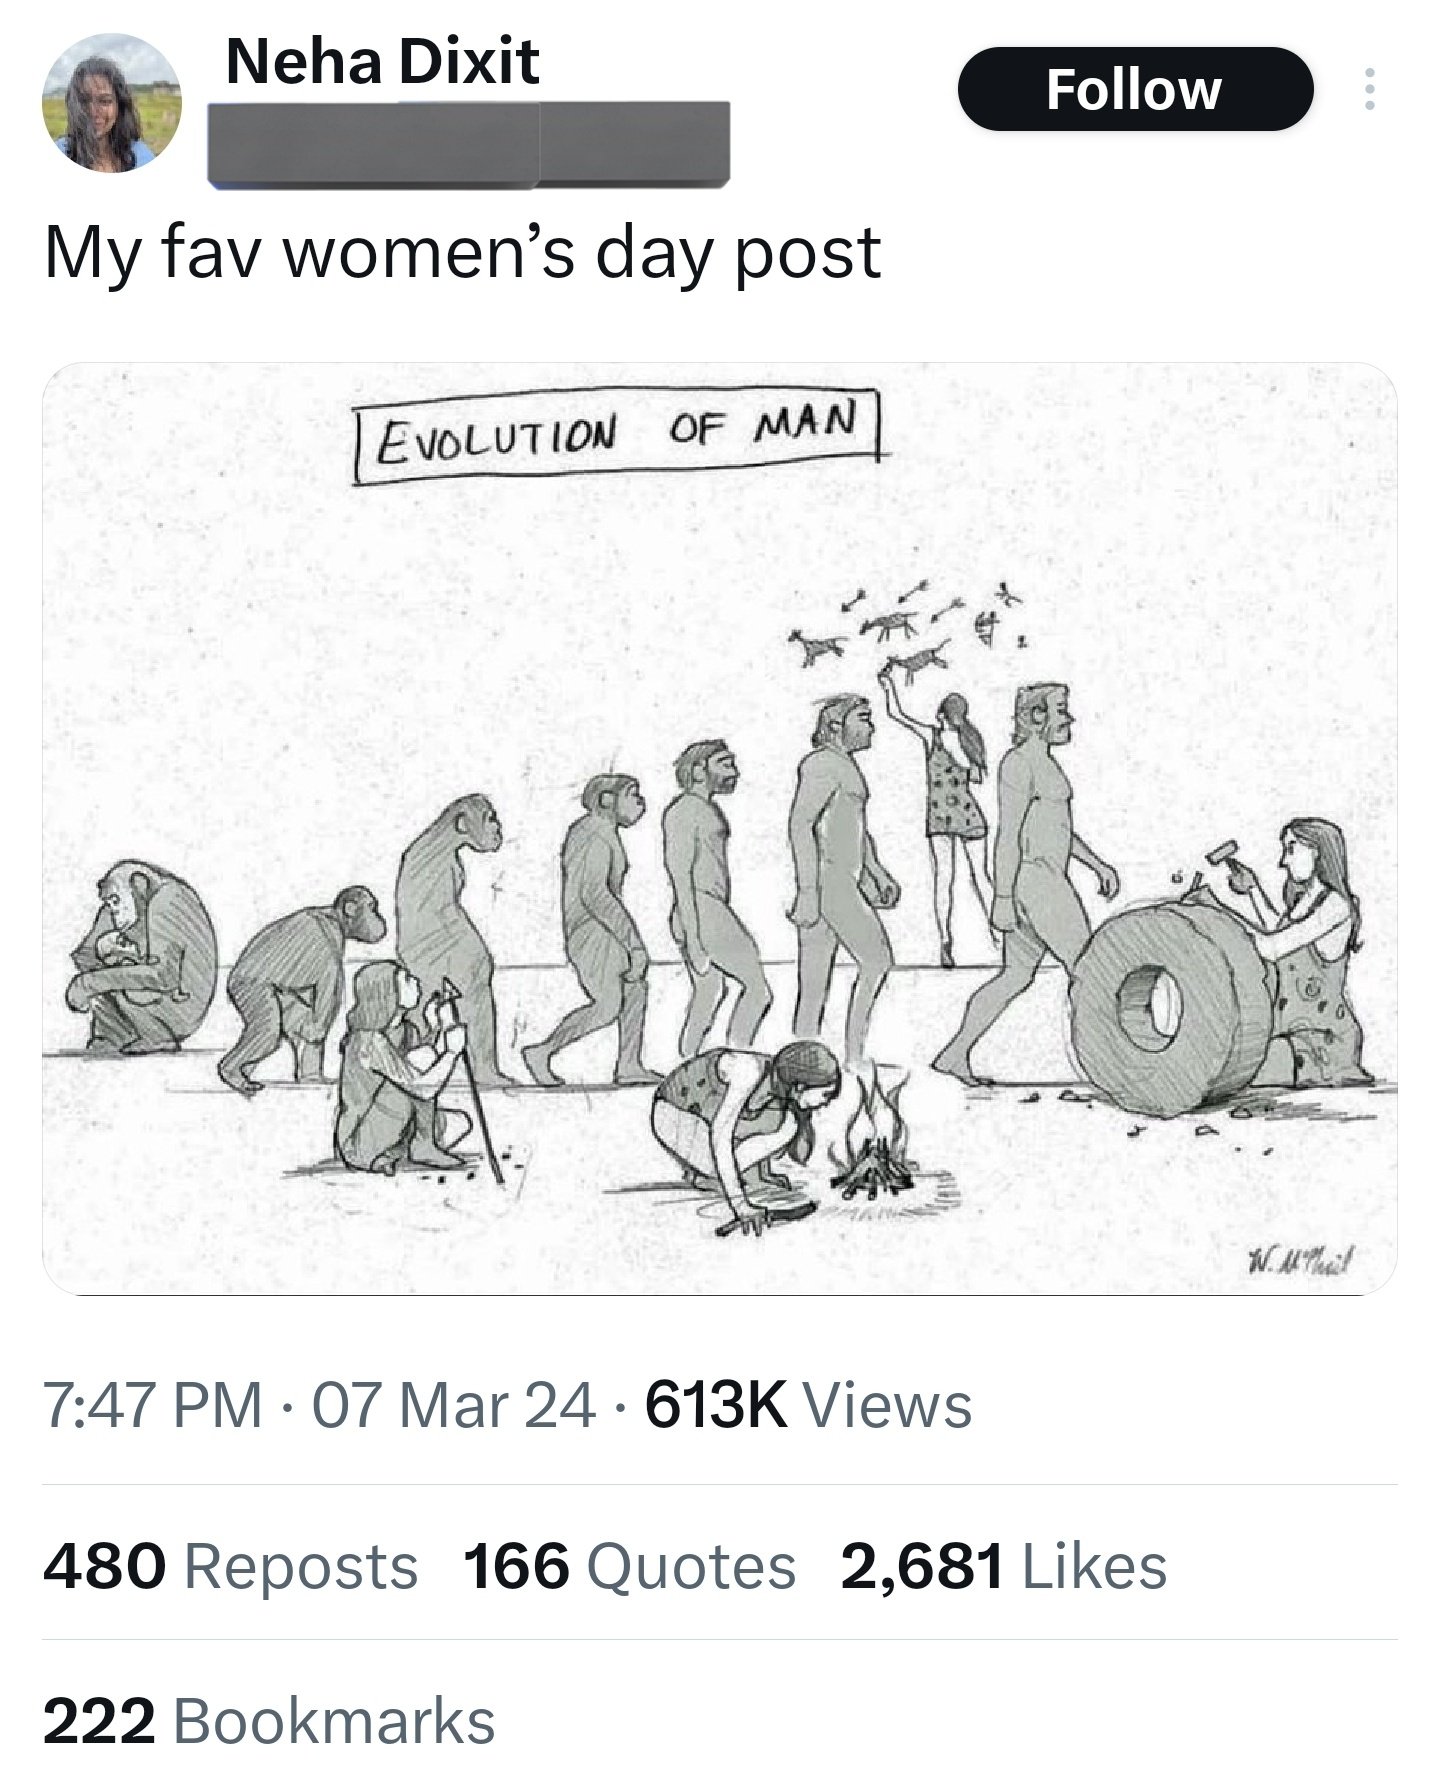 Neha Dixit
Follow
My fav women’s day post
EVOLUTION OF MAN
W. McPhail
7:47 PM · 07 Mar 24 · 613K Views
480 Reposts 166 Quotes 2,681 Likes
222 Bookmarks